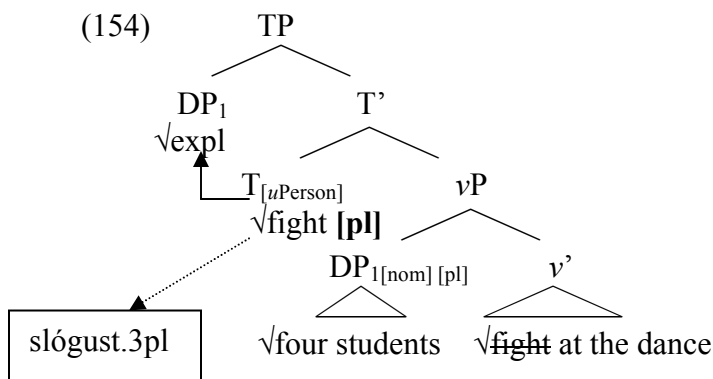 (154) TP
DP₁ T’
√expl
T[uPerson] vP
√fight [pl]
DP₁[nom] [pl] v’
slógust.3pl √four students √fight at the dance